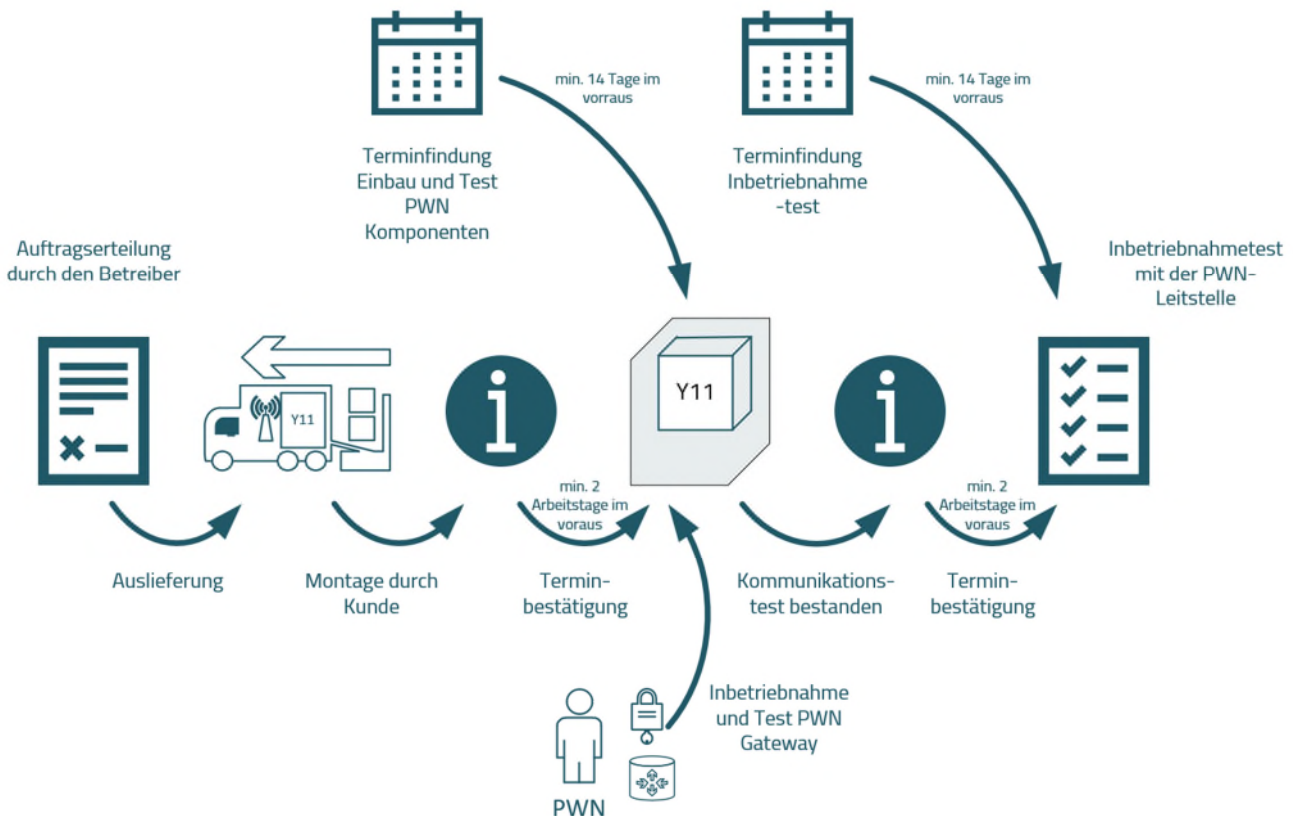 min. 14 Tage im
vorraus
min. 14 Tage im
vorraus
Terminfindung
Einbau und Test
PWN
Komponenten
Terminfindung
Inbetriebnahme
-test
Auftragserteilung
durch den Betreiber
Inbetriebnahmetest
mit der PWN-
Leitstelle
Y11
Y11
min. 2
Arbeitstage im
voraus
min. 2
Arbeitstage im
voraus
Auslieferung
Montage durch
Kunde
Termin-
bestätigung
Kommunikations-
test bestanden
Termin-
bestätigung
Inbetriebnahme
und Test PWN
Gateway
PWN